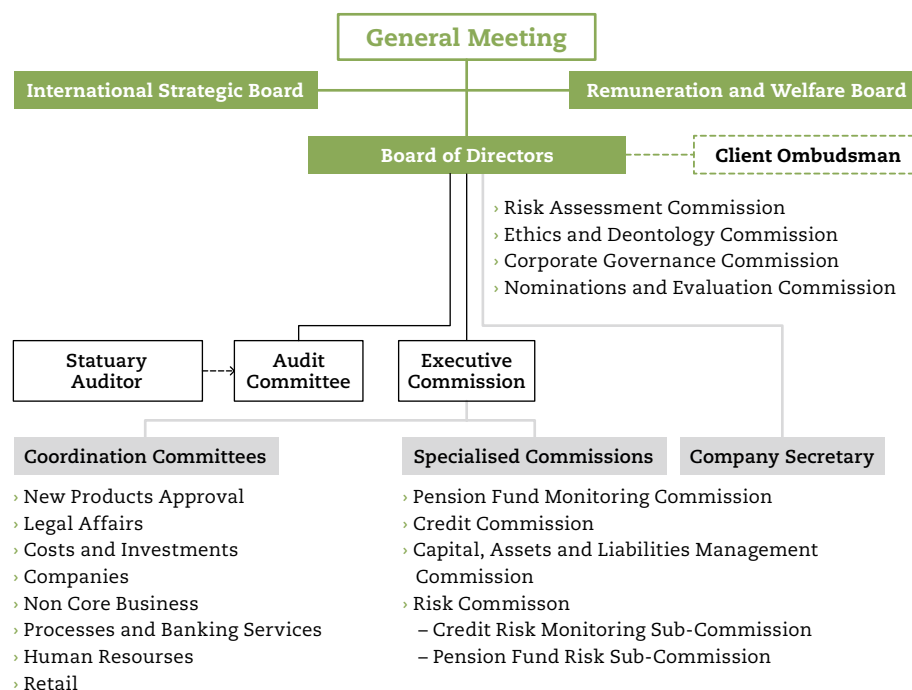 General Meeting
International Strategic Board
Remuneration and Welfare Board
Board of Directors
Client Ombudsman
› Risk Assessment Commission
› Ethics and Deontology Commission
› Corporate Governance Commission
› Nominations and Evaluation Commission
Statuary
Auditor
Audit
Committee
Executive
Commission
Coordination Committees
› New Products Approval
› Legal Affairs
› Costs and Investments
› Companies
› Non Core Business
› Processes and Banking Services
› Human Resourses
› Retail
Specialised Commissions
› Pension Fund Monitoring Commission
› Credit Commission
› Capital, Assets and Liabilities Management
Commission
› Risk Commisson
– Credit Risk Monitoring Sub-Commission
– Pension Fund Risk Sub-Commission
Company Secretary